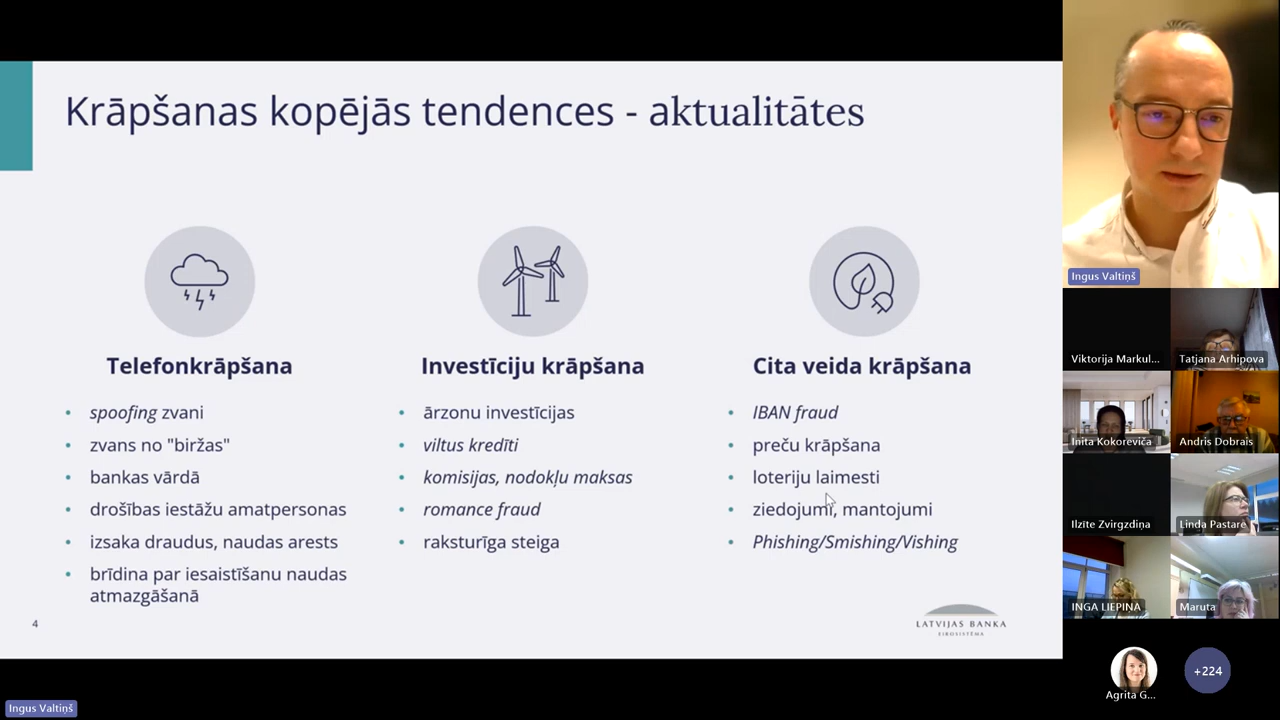 Krāpšanas kopējās tendences - aktualitātes
Telefonkrāpšana
• spoofing zvani
• zvans no "biržas"
• bankas vārdā
• drošības iestāžu amatpersonas
• izsaka draudus, naudas arests
• brīdina par iesaistīšanu naudas
atmazgāšanā
Investīciju krāpšana
• ārzonu investīcijas
• viltus kredīti
• komisijas, nodokļu maksas
• romance fraud
• raksturīga steiga
Cita veida krāpšana
• IBAN fraud
• preču krāpšana
• loteriju laimesti
• ziedojumi, mantojumi
• Phishing/Smishing/Vishing
4
LATVIJAS BANKA
EIROSISTĒMA
Ingus Valtiņš
Viktorija Markul...
Tatjana Arhipova
Inita Kokoreviča
Andris Dobrais
Ilzīte Zvirgzdiņa
Linda Pastare
INGA LIEPIŅA
Maruta
Agrita G...
+224
Ingus Valtiņš